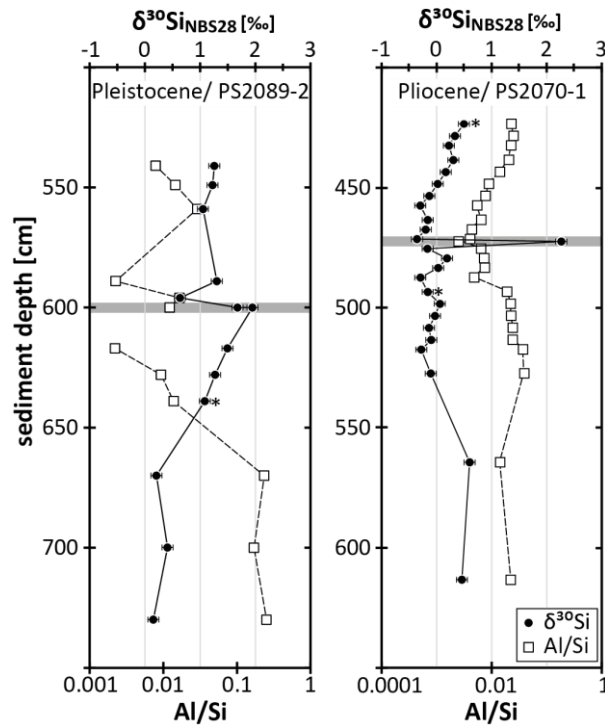 δ³⁰Si_NBS28 [‰]
-1 0 1 2 3
Pleistocene/ PS2089-2
550
600
650
700
sediment depth [cm]
*
0.001 0.01 0.1 1
Al/Si
δ³⁰Si_NBS28 [‰]
-1 0 1 2 3
Pliocene/ PS2070-1
*
400
450
*
500
550
600
δ³⁰Si
Al/Si
0.0001 0.01 1
Al/Si